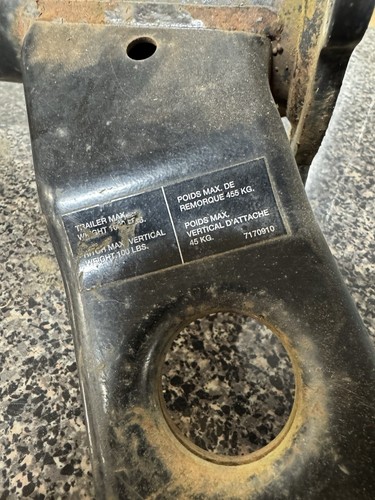 TRAILER MAX.
WEIGHT
MAX. VERTICAL
WEIGHT 100 LBS.
POIDS MAX. DE
REMORQUE 455 KG.
POIDS MAX.
VERTICAL D'ATTACHE
45 KG.
7170910